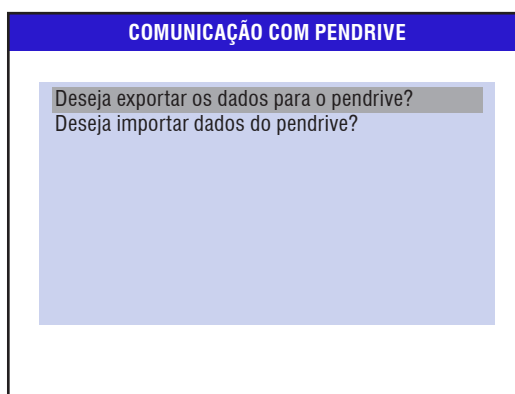 COMUNICAÇÃO COM PENDRIVE
Deseja exportar os dados para o pendrive?
Deseja importar dados do pendrive?